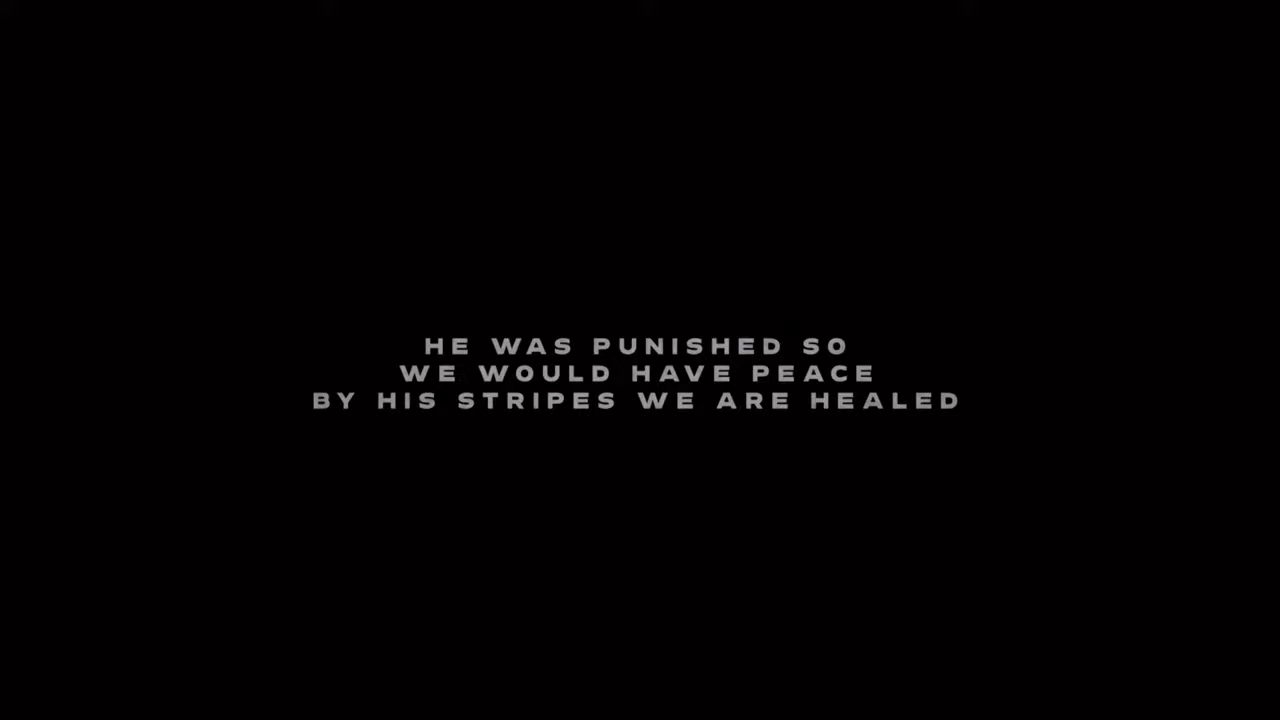 HE WAS PUNISHED SO
WE WOULD HAVE PEACE
BY HIS STRIPES WE ARE HEALED